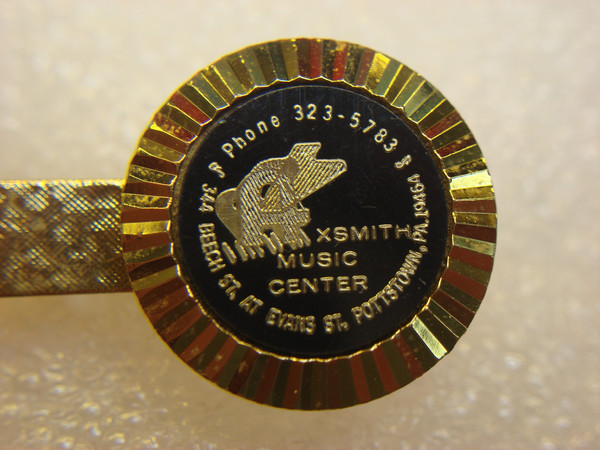 Phone 323-5783
XSMITH
MUSIC
CENTER
344 BEECH ST. AT EVANS ST. POTTSTOWN, PA. 19464